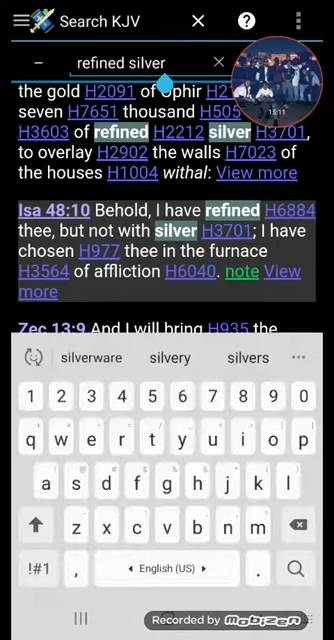 Search KJV
refined silver
15:11
the gold H2091 of Ophir
seven H7651 thousand H505
H3603 of refined H2212 silver H3701,
to overlay H2902 the walls H7023 of
the houses H1004 withal: View more
Isa 48:10 Behold, I have refined H6884
thee, but not with silver H3701; I have
chosen H977 thee in the furnace
H3564 of affliction H6040. note View
more
Zec 13:9 And I will bring H935 the
silverware silvery silvers
1 2 3 4 5 6 7 8 9 0
q w e r t y u i o p
a s d f g h j k l
z x c v b n m
!#1 , English (US) .
Recorded by mobizen